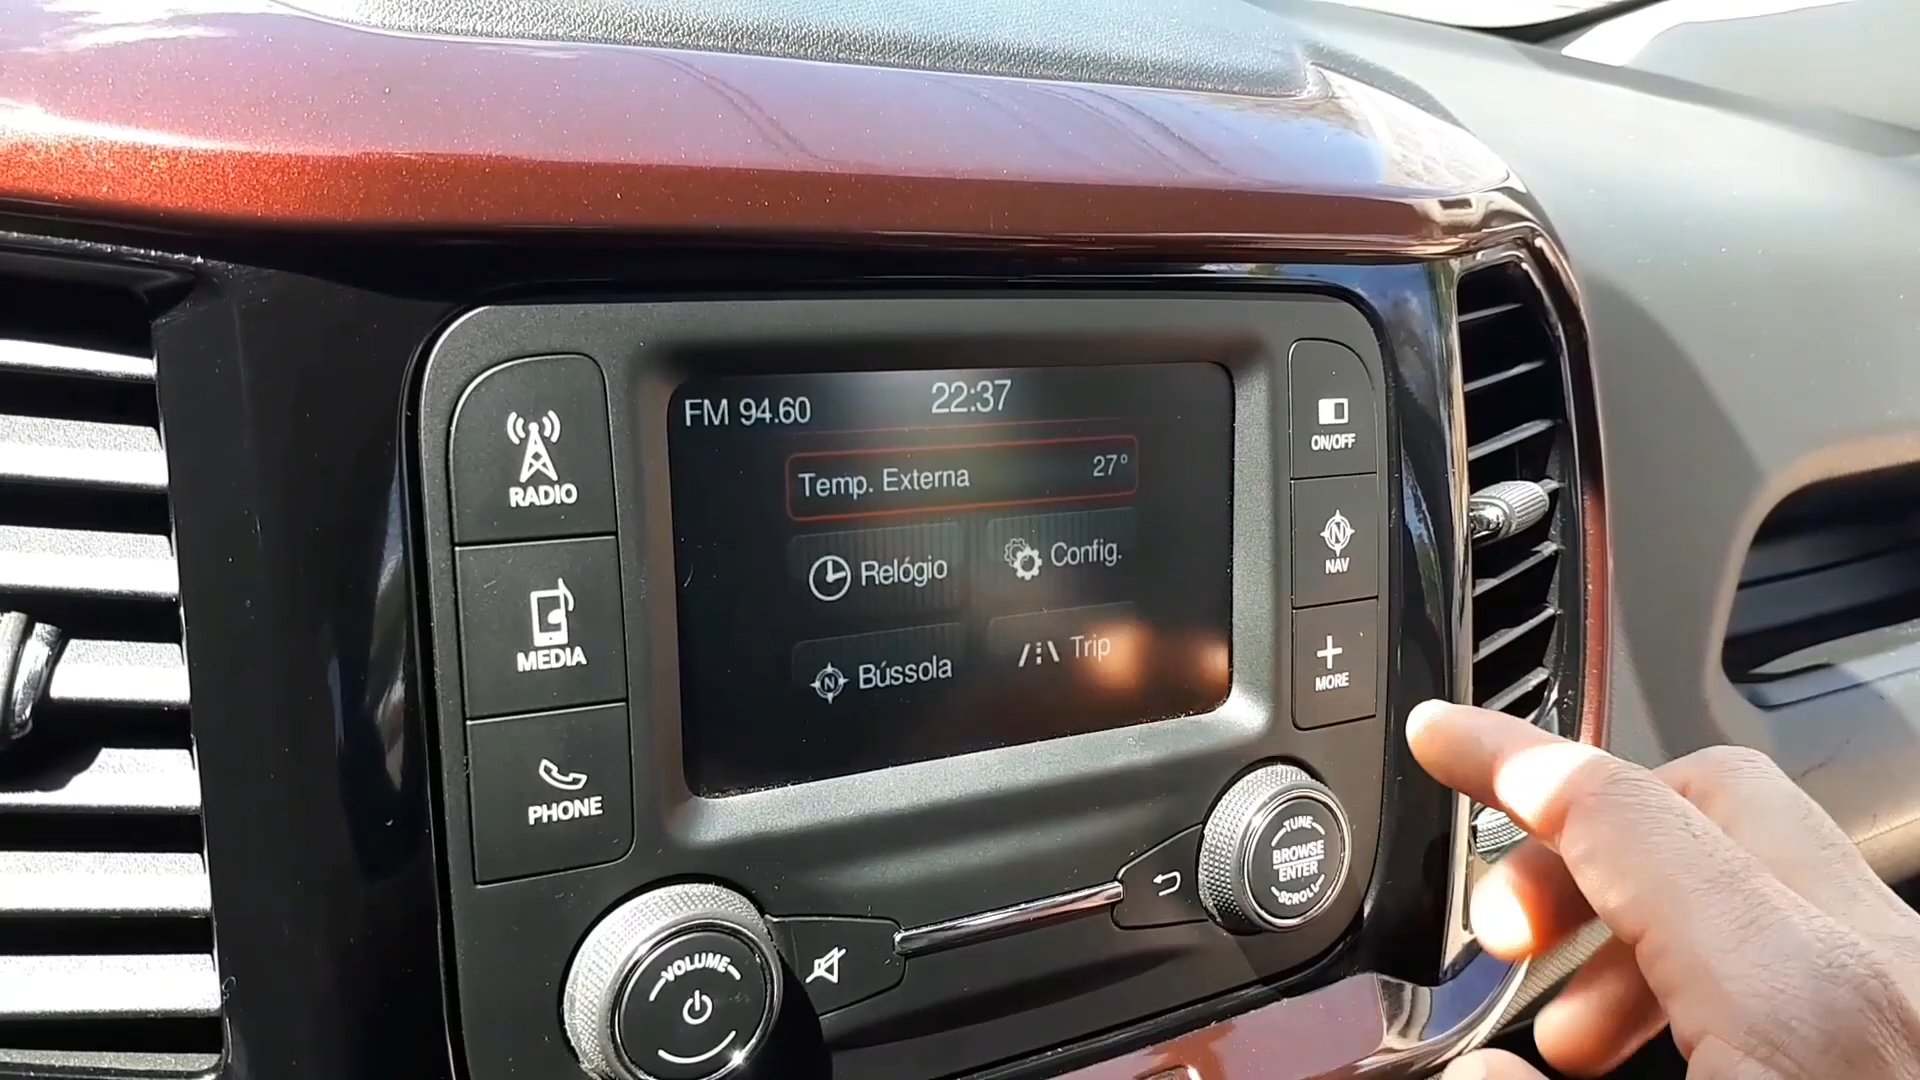 FM 94.60
22:37
Temp. Externa 27°
Relógio
Config.
Bússola
Trip
RADIO
MEDIA
PHONE
ON/OFF
N
NAV
MORE
VOLUME
TUNE
BROWSE
ENTER
SCROLL